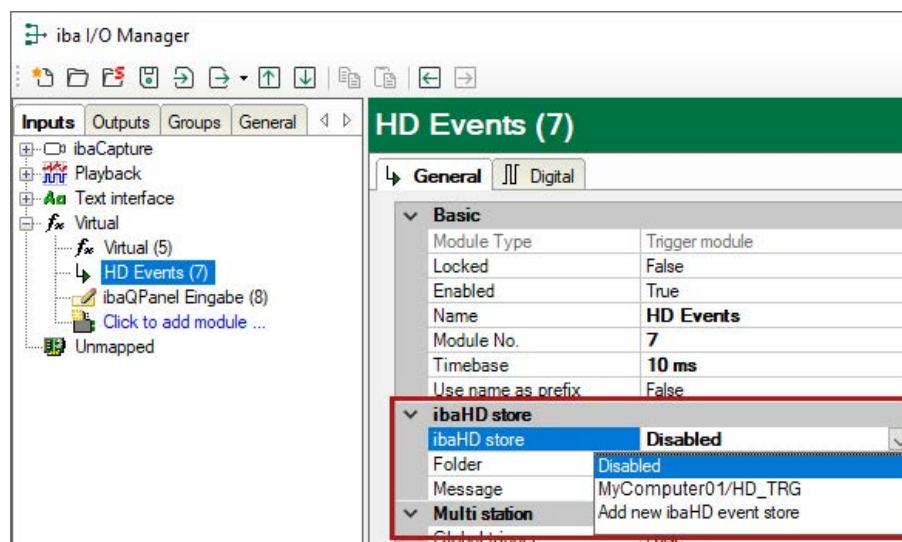 iba I/O Manager
Inputs Outputs Groups General
ibaCapture
Playback
Text interface
Virtual
Virtual (5)
HD Events (7)
ibaQPanel Eingabe (8)
Click to add module ...
Unmapped
HD Events (7)
General Digital
Basic
Module Type Trigger module
Locked False
Enabled True
Name HD Events
Module No. 7
Timebase 10 ms
Use name as prefix False
ibaHD store
ibaHD store Disabled
Folder Disabled
Message MyComputer01/HD_TRG
Multi station Add new ibaHD event store